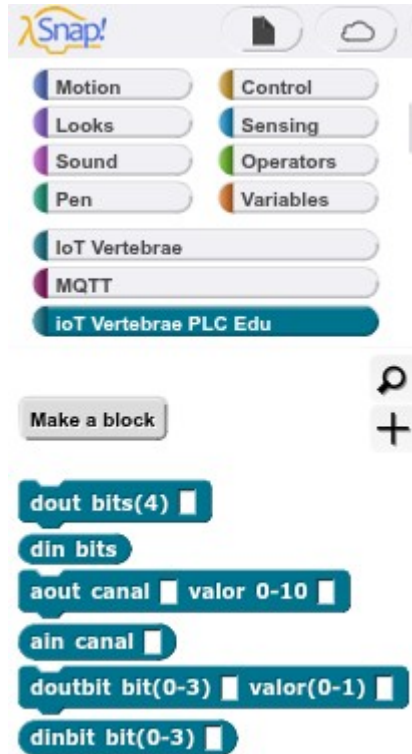 Snap!
Motion Control
Looks Sensing
Sound Operators
Pen Variables
IoT Vertebrae
MQTT
ioT Vertebrae PLC Edu
Make a block
dout bits(4)
din bits
aout canal valor 0-10
ain canal
doutbit bit(0-3) valor(0-1)
dinbit bit(0-3)